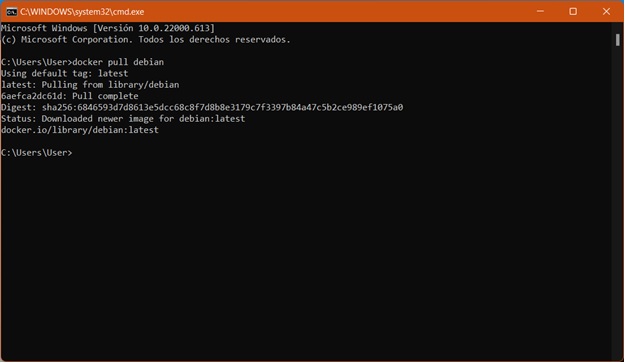 C:\WINDOWS\system32\cmd.exe
Microsoft Windows [Versión 10.0.22000.613]
(c) Microsoft Corporation. Todos los derechos reservados.
C:\Users\User>docker pull debian
Using default tag: latest
latest: Pulling from library/debian
6aefca2dc61d: Pull complete
Digest: sha256:6846593d7d8613e5dcc68c8f7d8b8e3179c7f3397b84a47c5b2ce989ef1075a0
Status: Downloaded newer image for debian:latest
docker.io/library/debian:latest
C:\Users\User>